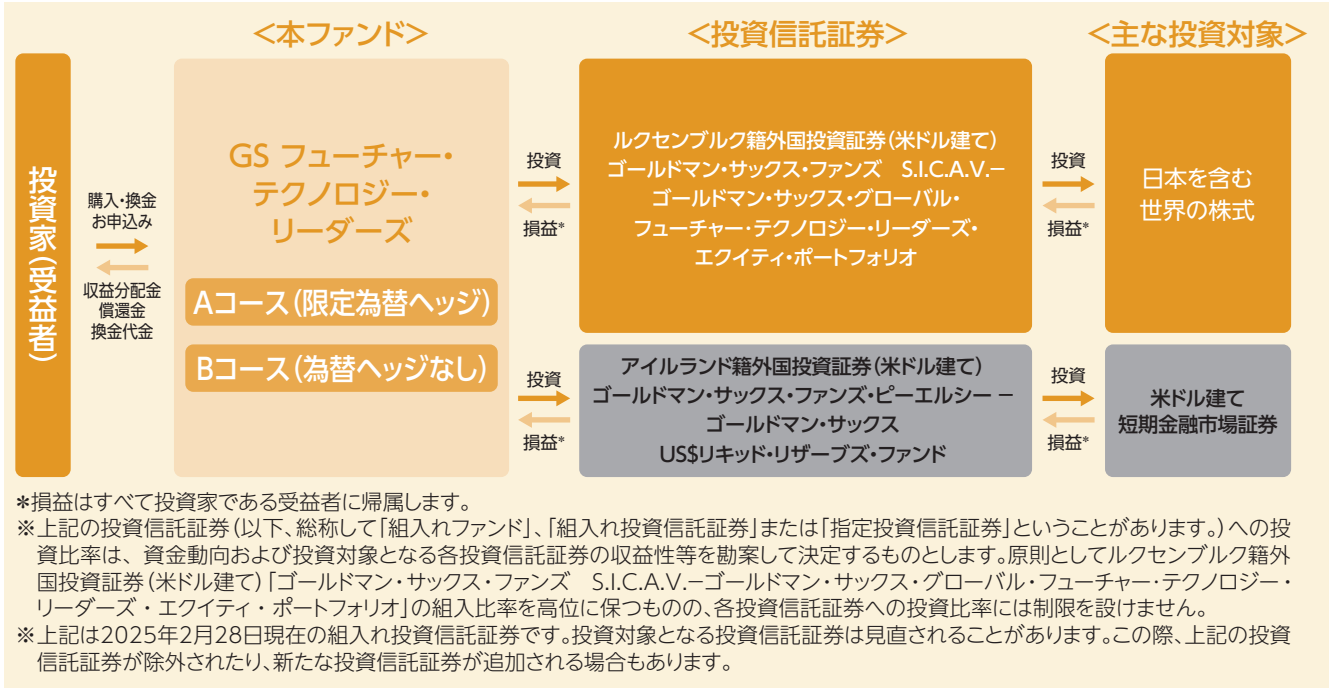 <本ファンド>
<投資信託証券>
<主な投資対象>
投資家（受益者）
購入・換金
お申込み
収益分配金
償還金
換金代金
GS フューチャー・
テクノロジー・
リーダーズ
Aコース（限定為替ヘッジ）
Bコース（為替ヘッジなし）
投資
損益*
ルクセンブルク籍外国投資証券（米ドル建て）
ゴールドマン・サックス・ファンズ　S.I.C.A.V.－
ゴールドマン・サックス・グローバル・
フューチャー・テクノロジー・リーダーズ・
エクイティ・ポートフォリオ
投資
損益*
日本を含む
世界の株式
投資
損益*
アイルランド籍外国投資証券（米ドル建て）
ゴールドマン・サックス・ファンズ・ピーエルシー －
ゴールドマン・サックス
US$リキッド・リザーブズ・ファンド
投資
損益*
米ドル建て
短期金融市場証券
*損益はすべて投資家である受益者に帰属します。
※上記の投資信託証券（以下、総称して「組入れファンド」、「組入れ投資信託証券」または「指定投資信託証券」ということがあります。）への投
資比率は、資金動向および投資対象となる各投資信託証券の収益性等を勘案して決定するものとします。原則としてルクセンブルク籍外
国投資証券（米ドル建て）「ゴールドマン・サックス・ファンズ　S.I.C.A.V.－ゴールドマン・サックス・グローバル・フューチャー・テクノロジー・
リーダーズ・エクイティ・ポートフォリオ」の組入比率を高位に保つものの、各投資信託証券への投資比率には制限を設けません。
※上記は2025年2月28日現在の組入れ投資信託証券です。投資対象となる投資信託証券は見直されることがあります。この際、上記の投資
信託証券が除外されたり、新たな投資信託証券が追加される場合もあります。